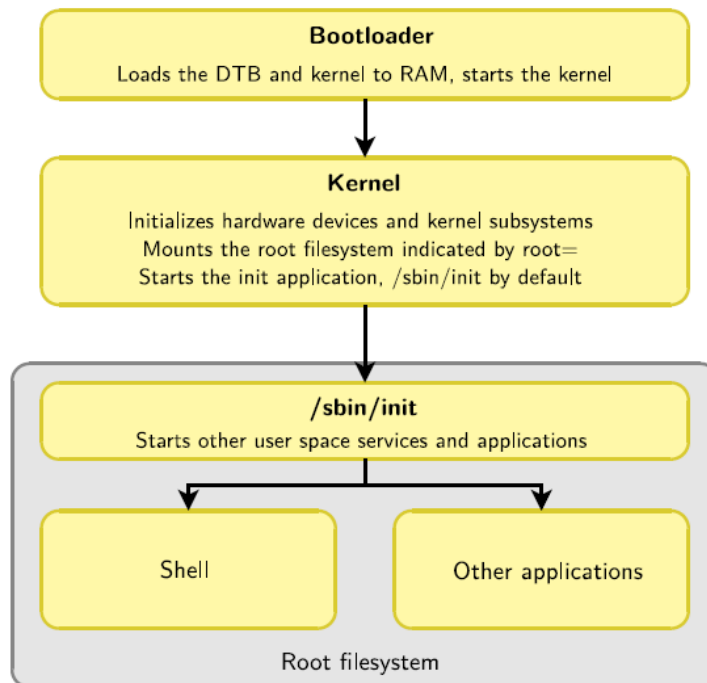 Bootloader
Loads the DTB and kernel to RAM, starts the kernel
Kernel
Initializes hardware devices and kernel subsystems
Mounts the root filesystem indicated by root=
Starts the init application, /sbin/init by default
/sbin/init
Starts other user space services and applications
Shell
Other applications
Root filesystem